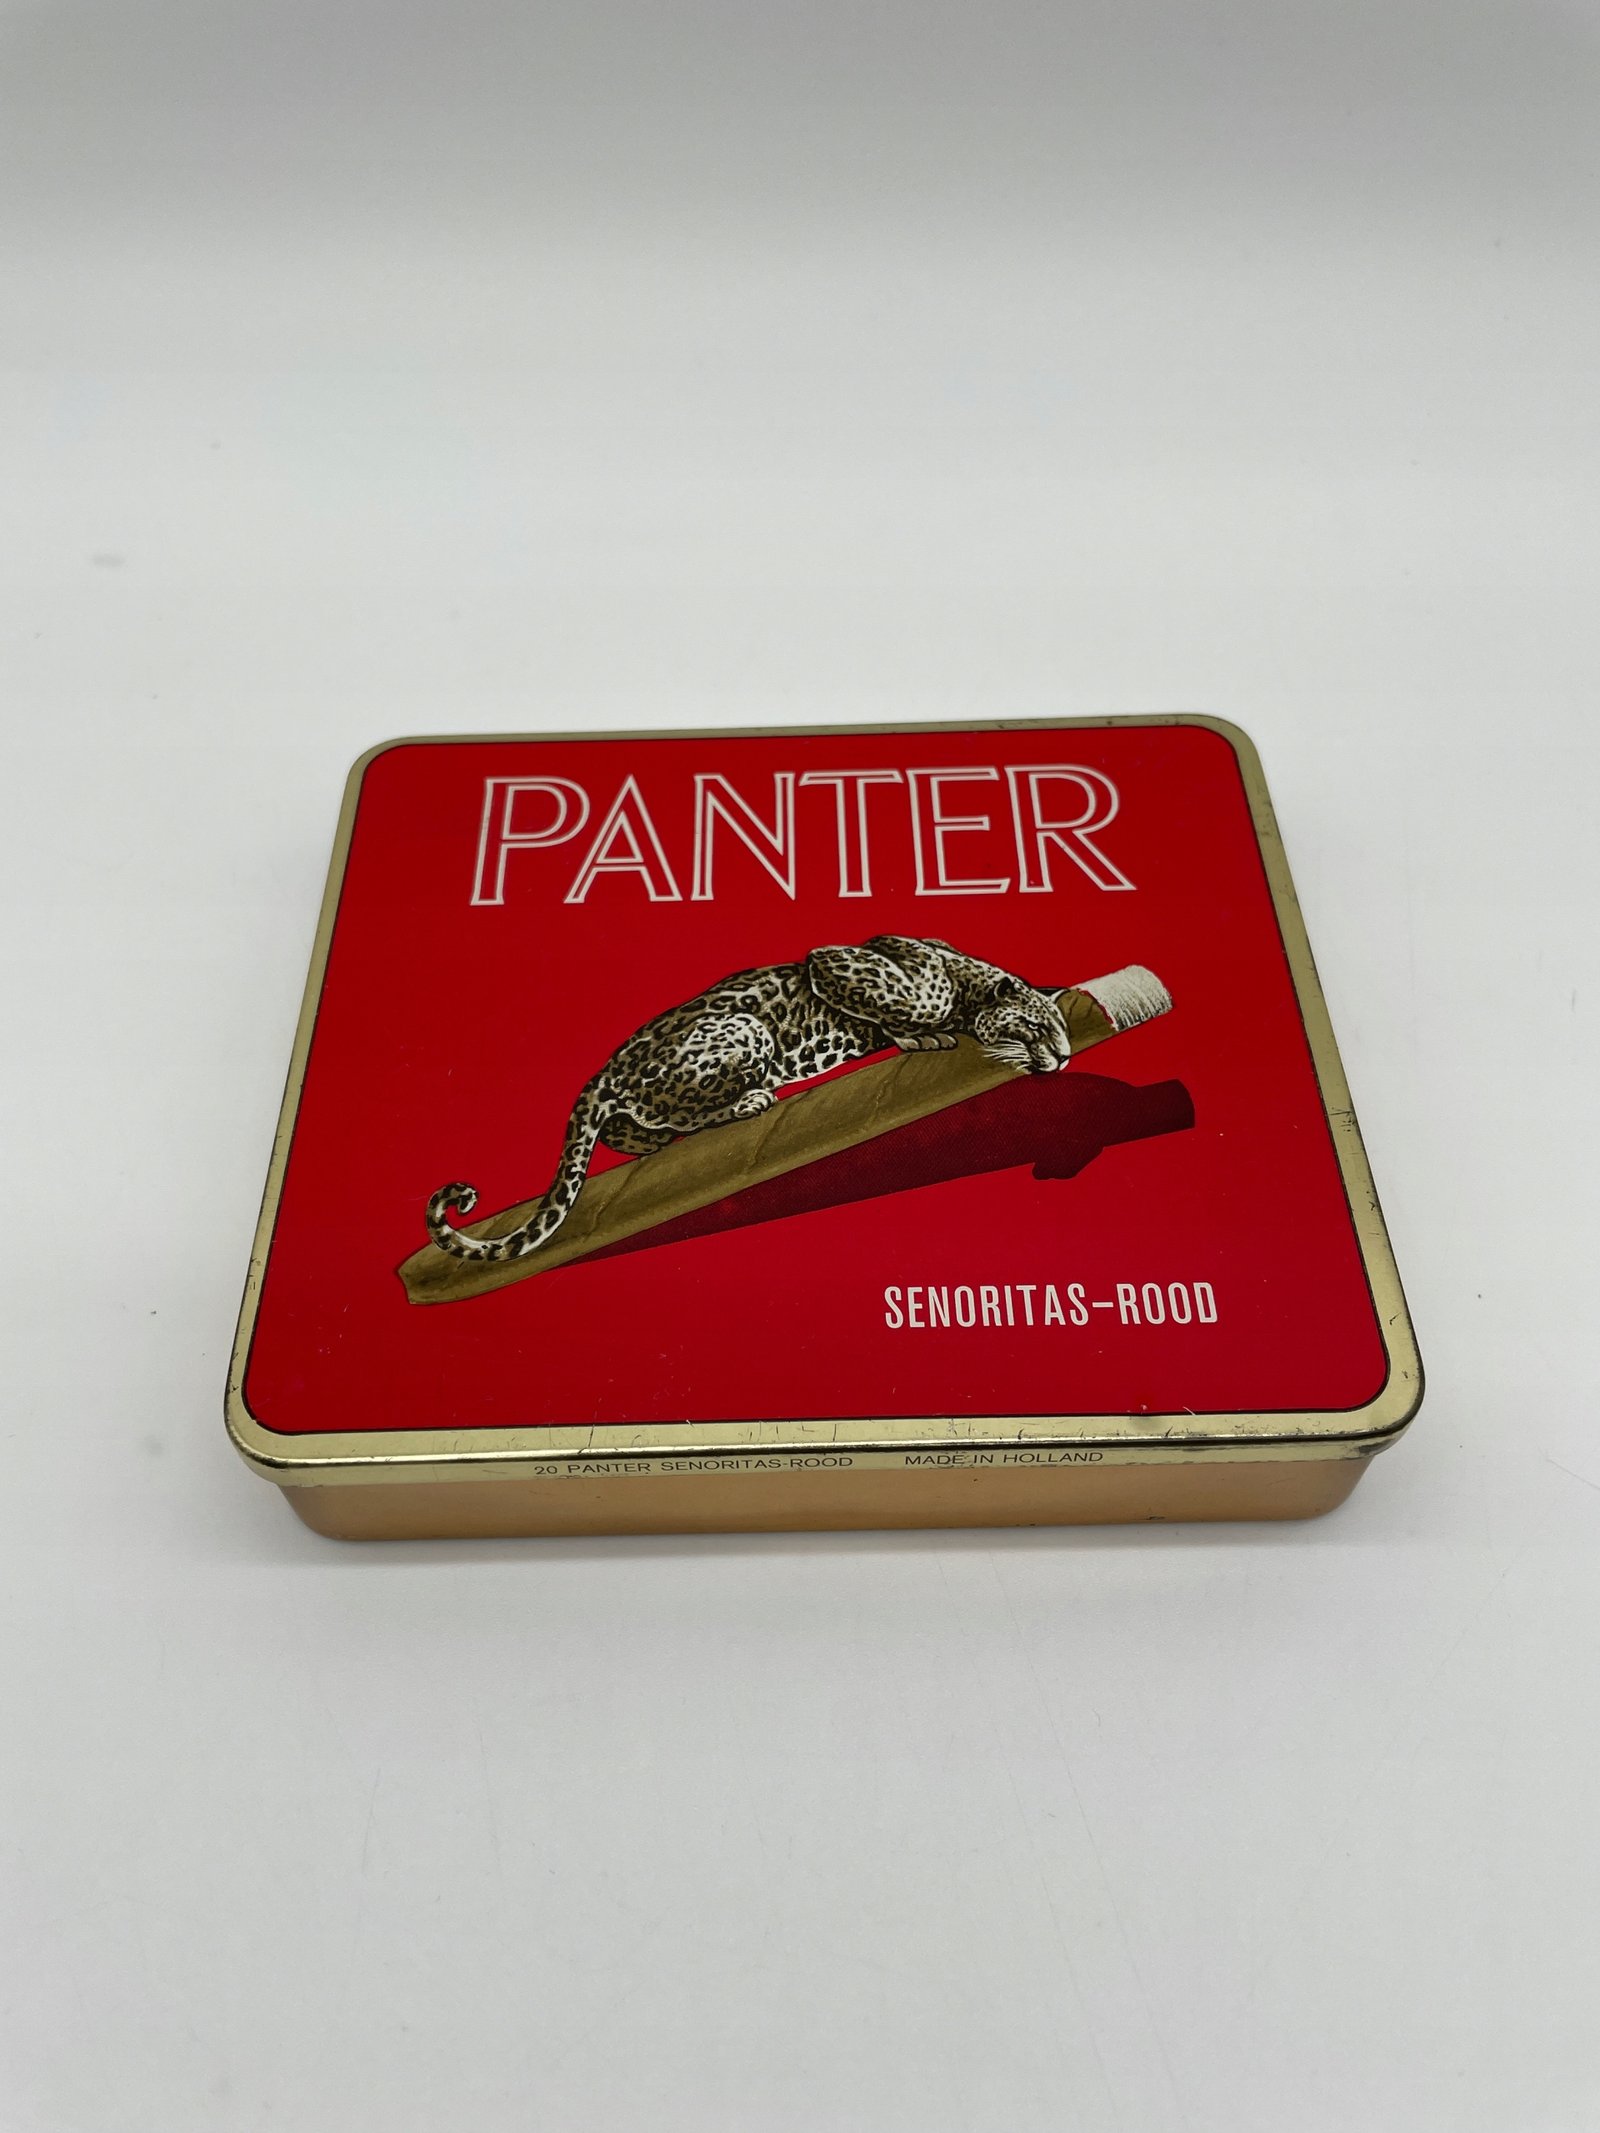 PANTER
SENORITAS-ROOD
20 PANTER SENORITAS-ROOD MADE IN HOLLAND